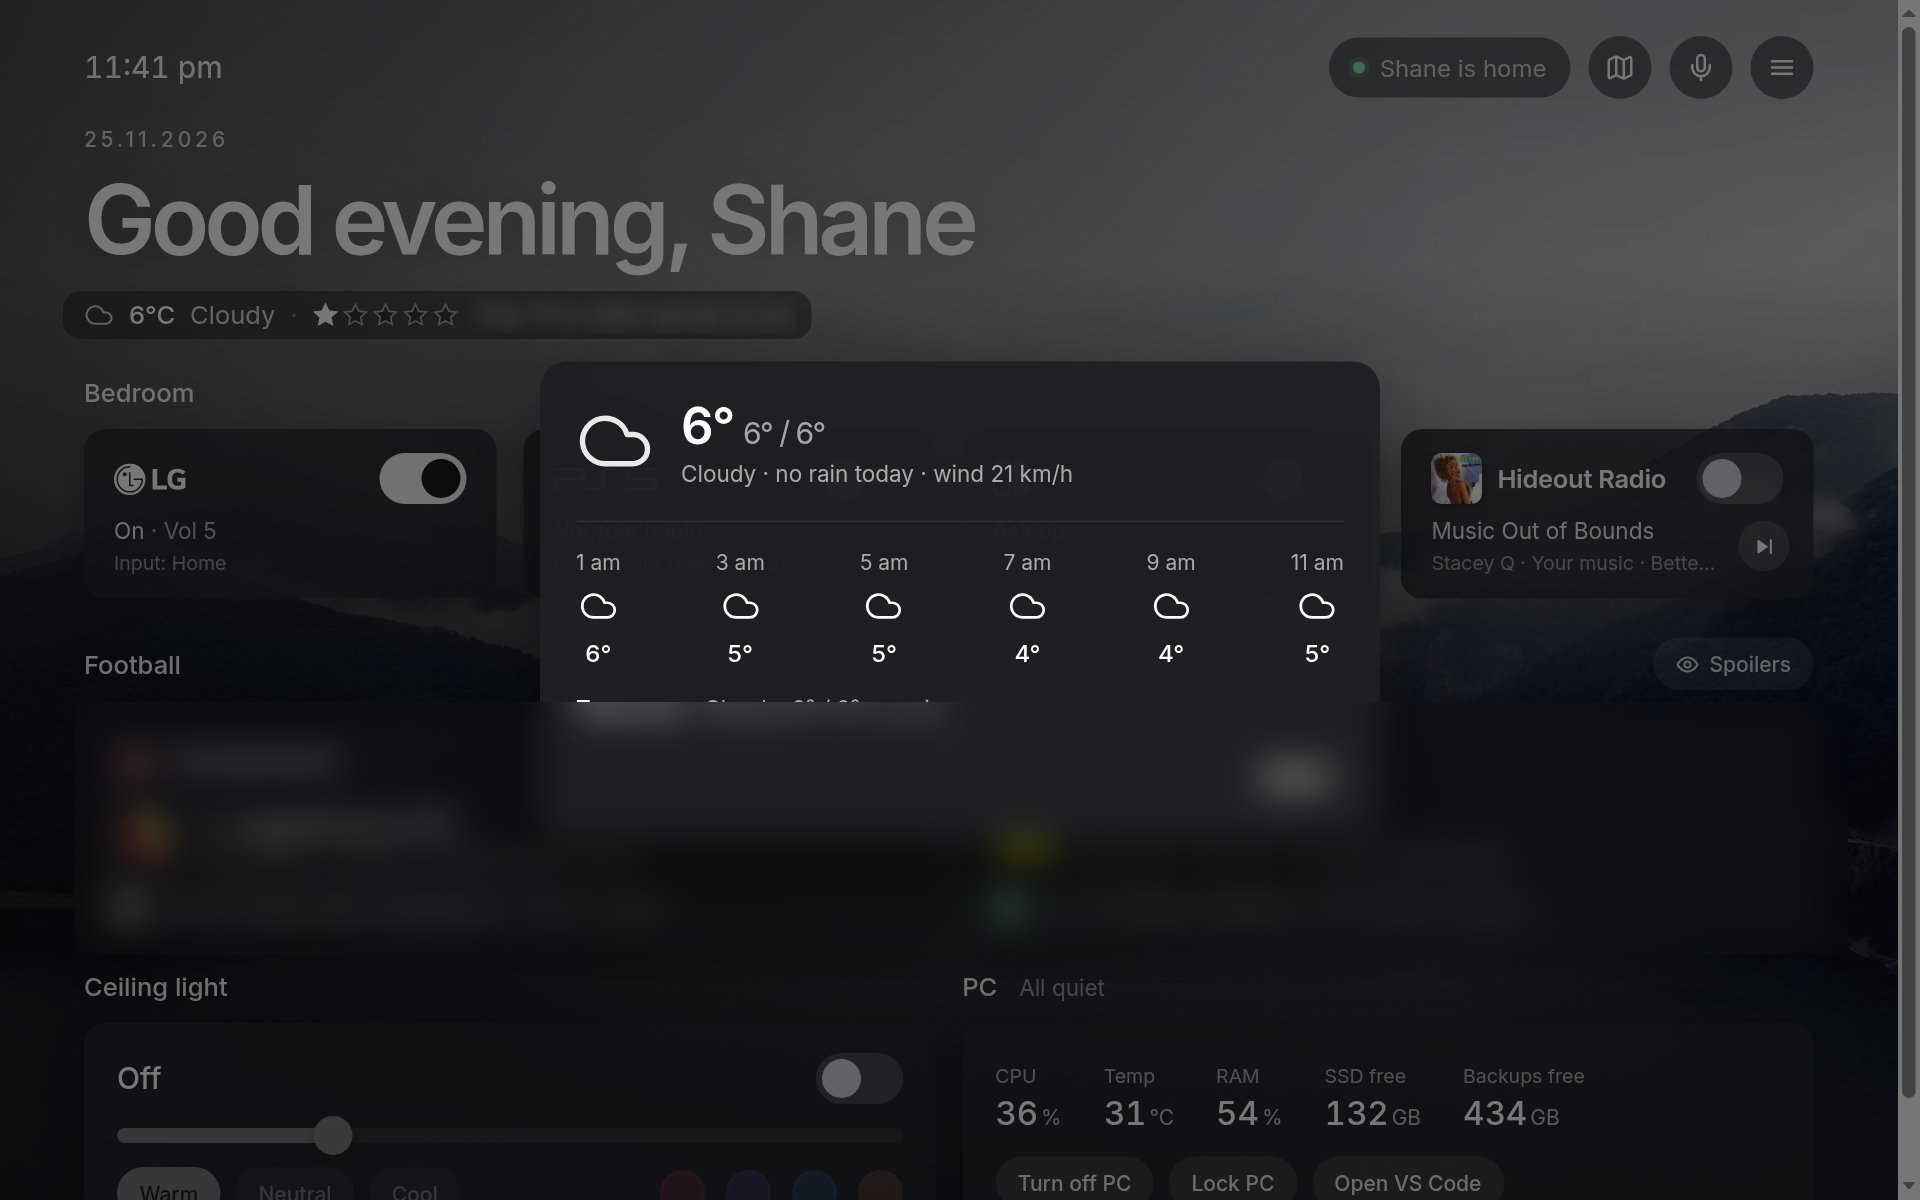 11:41 pm
Shane is home
25.11.2026
Good evening, Shane
6°C Cloudy ·
Bedroom
LG
On · Vol 5
Input: Home
6° 6° / 6°
Cloudy · no rain today · wind 21 km/h
1 am 3 am 5 am 7 am 9 am 11 am
6° 5° 5° 4° 4° 5°
Hideout Radio
Music Out of Bounds
Stacey Q · Your music · Bette...
PS5
Not reachable
Asleep
Football
Spoilers
Ceiling light
Off
Warm Neutral Cool
PC All quiet
CPU Temp RAM SSD free Backups free
36 % 31 °C 54 % 132 GB 434 GB
Turn off PC Lock PC Open VS Code